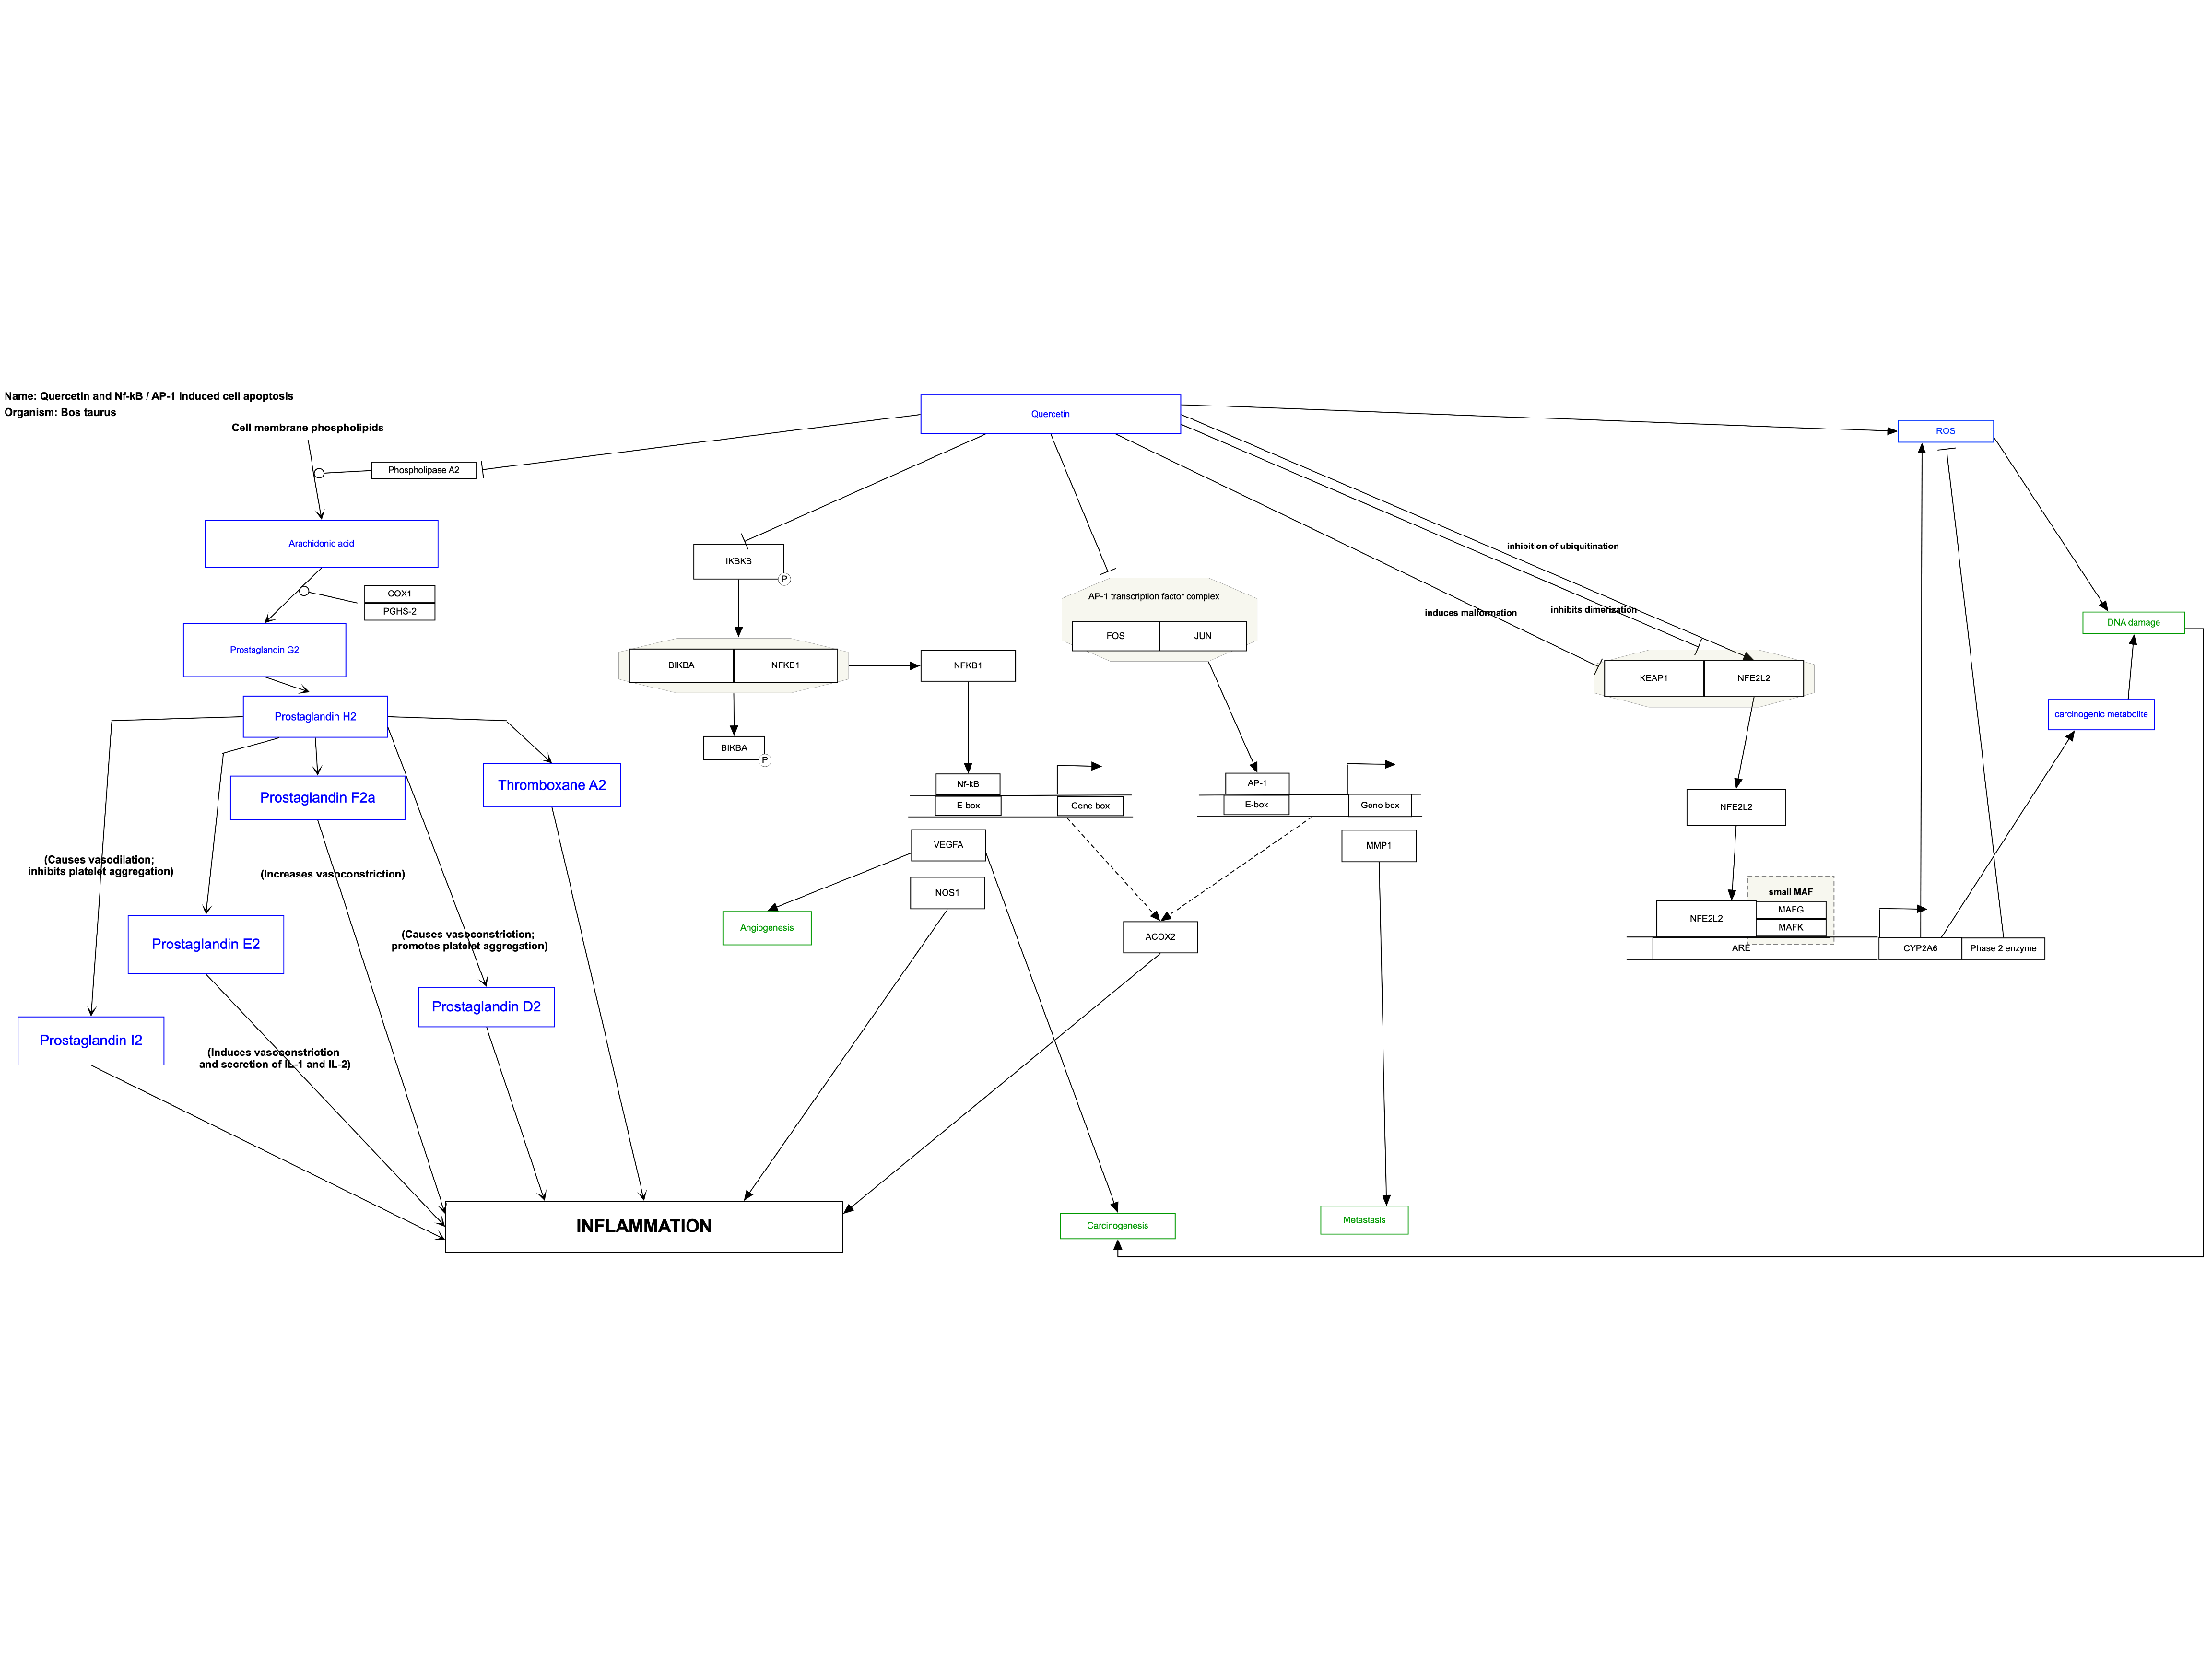 Name: Quercetin and Nf-kB / AP-1 induced cell apoptosis
Organism: Bos taurus
Cell membrane phospholipids
Quercetin
ROS
Phospholipase A2
Arachidonic acid
inhibition of ubiquitination
IKBKB
P
COX1
PGHS-2
AP-1 transcription factor complex
induces malformation
inhibits dimerization
DNA damage
FOS
JUN
Prostaglandin G2
BIKBA
NFKB1
NFKB1
KEAP1
NFE2L2
Prostaglandin H2
carcinogenic metabolite
BIKBA
P
Thromboxane A2
Prostaglandin F2a
Nf-kB
E-box
Gene box
AP-1
E-box
Gene box
NFE2L2
VEGFA
MMP1
(Causes vasodilation;
inhibits platelet aggregation)
(Increases vasoconstriction)
NOS1
small MAF
MAFG
NFE2L2
MAFK
Angiogenesis
(Causes vasoconstriction;
promotes platelet aggregation)
Prostaglandin E2
ACOX2
ARE
CYP2A6
Phase 2 enzyme
Prostaglandin D2
Prostaglandin I2
(Induces vasoconstriction
and secretion of IL-1 and IL-2)
INFLAMMATION
Carcinogenesis
Metastasis